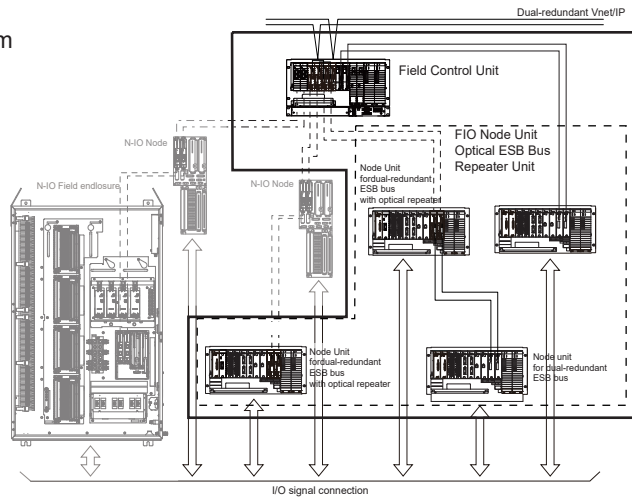 Dual-redundant Vnet/IP
m
Field Control Unit
N-IO Node
FIO Node Unit
Optical ESB Bus
Repeater Unit
Node Unit
fordual-redundant
ESB bus
with optical repeater
N-IO Field enclosure
N-IO Node
Node Unit
fordual-redundant
ESB bus
with optical repeater
Node unit
for dual-redundant
ESB bus
I/O signal connection